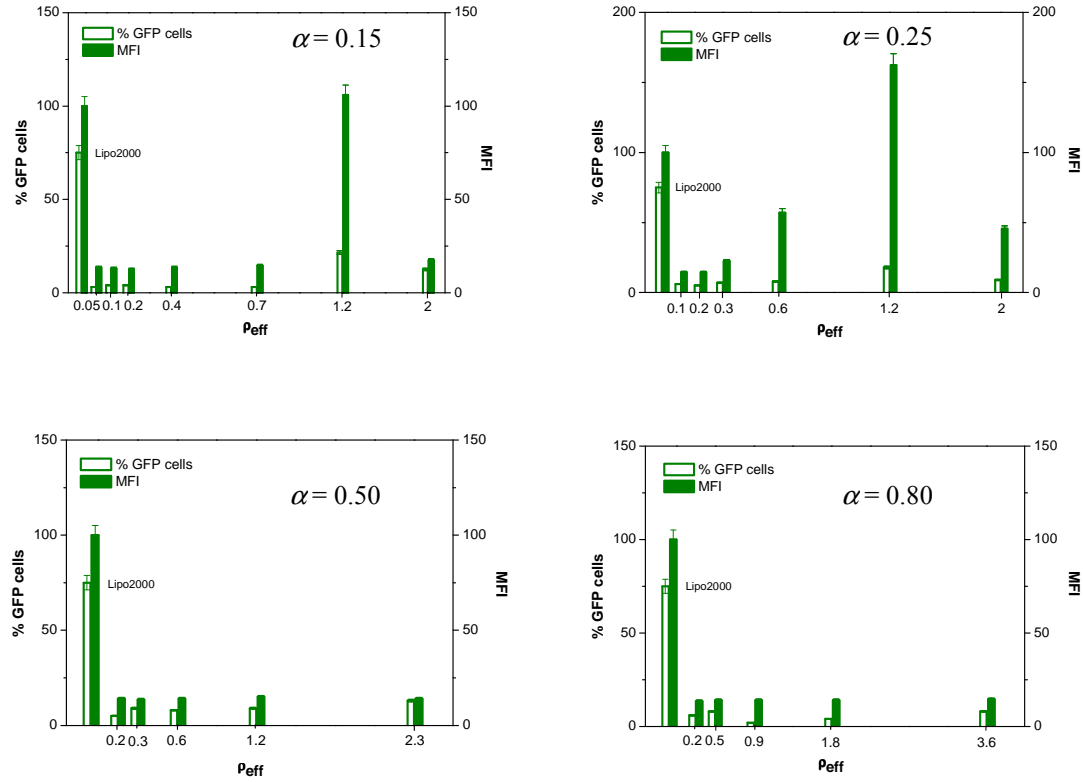 150
150
% GFP cells
MFI
α = 0.15
100
100
Lipo2000
% GFP cells
MFI
50
50
0
0
0.05 0.1 0.2 0.4 0.7 1.2 2
ρeff
200
200
% GFP cells
MFI
α = 0.25
150
100
100
Lipo2000
% GFP cells
MFI
50
0
0
0.1 0.2 0.3 0.6 1.2 2
ρeff
150
150
% GFP cells
MFI
α = 0.50
100
100
Lipo2000
% GFP cells
MFI
50
50
0
0
0.2 0.3 0.6 1.2 2.3
ρeff
150
150
% GFP cells
MFI
α = 0.80
100
100
Lipo2000
% GFP cells
MFI
50
50
0
0
0.2 0.5 0.9 1.8 3.6
ρeff